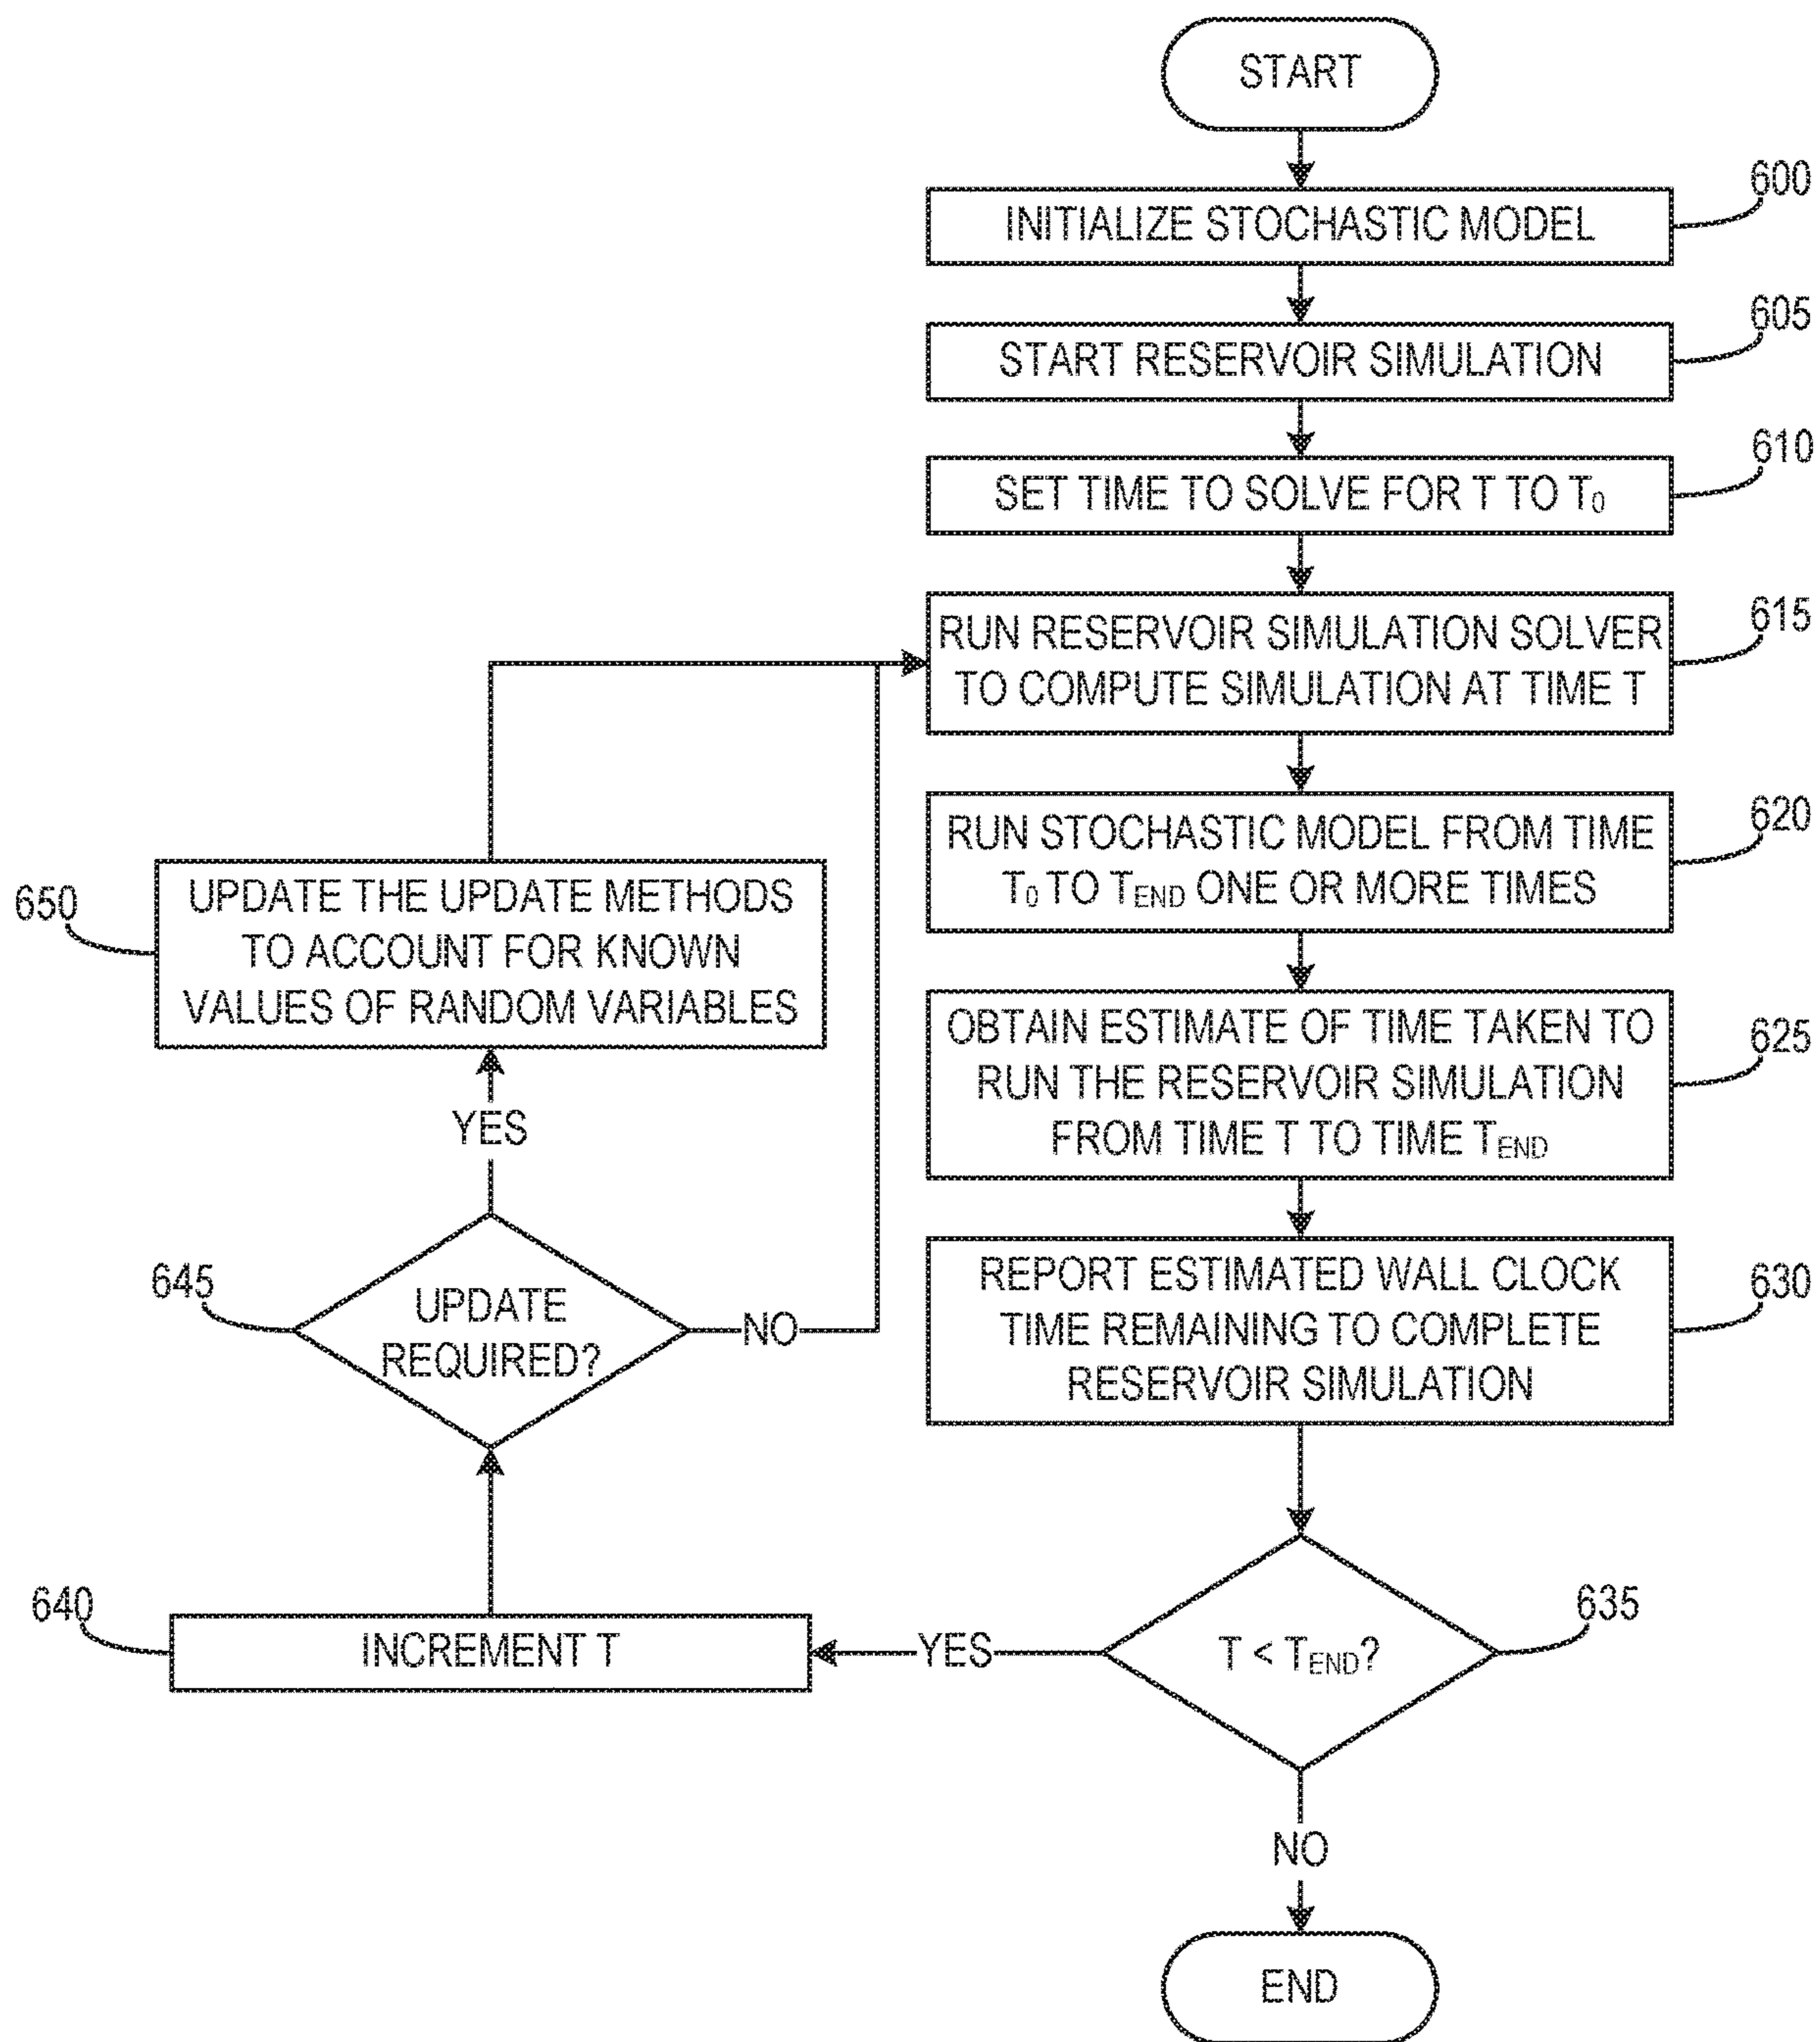 START
600
INITIALIZE STOCHASTIC MODEL
605
START RESERVOIR SIMULATION
610
SET TIME TO SOLVE FOR T TO T₀
615
RUN RESERVOIR SIMULATION SOLVER
TO COMPUTE SIMULATION AT TIME T
620
RUN STOCHASTIC MODEL FROM TIME
T₀ TO TEND ONE OR MORE TIMES
625
OBTAIN ESTIMATE OF TIME TAKEN TO
RUN THE RESERVOIR SIMULATION
FROM TIME T TO TIME TEND
630
REPORT ESTIMATED WALL CLOCK
TIME REMAINING TO COMPLETE
RESERVOIR SIMULATION
635
T < TEND?
YES
NO
END
640
INCREMENT T
645
UPDATE
REQUIRED?
NO
YES
650
UPDATE THE UPDATE METHODS
TO ACCOUNT FOR KNOWN
VALUES OF RANDOM VARIABLES